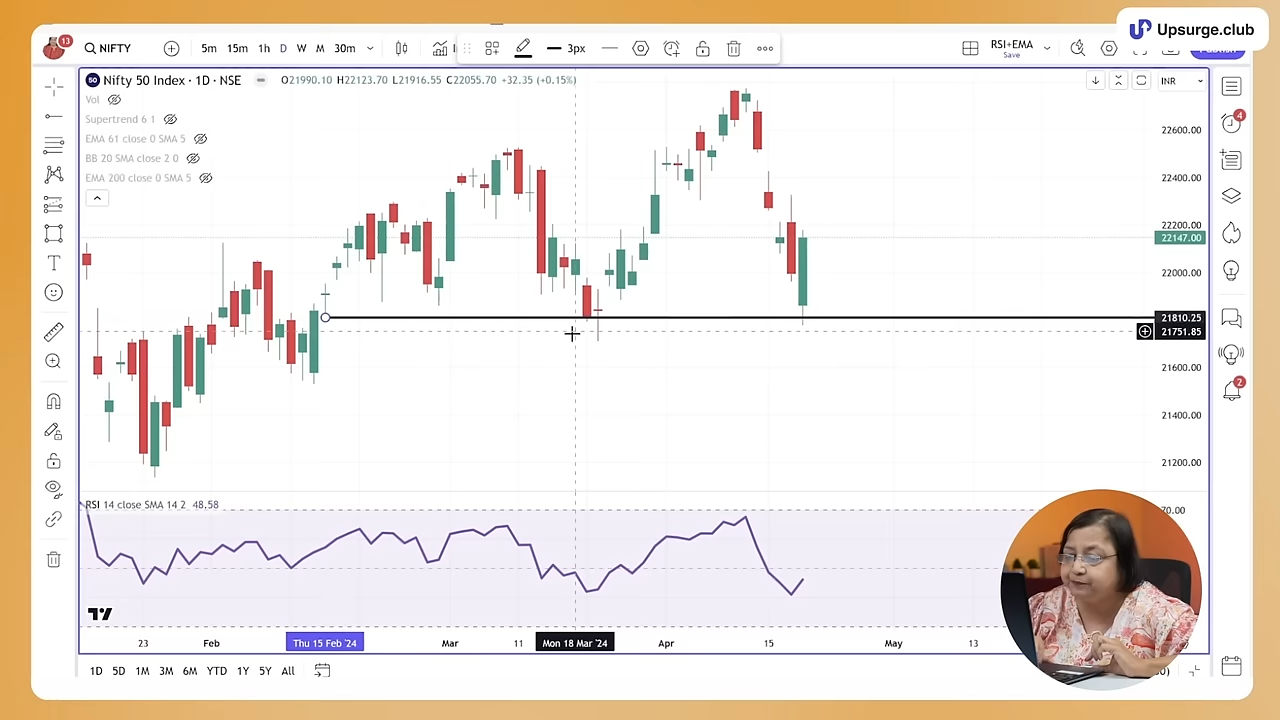 Upsurge.club
13
NIFTY
5m 15m 1h D W M 30m
3px
RSI+EMA
Save
Nifty 50 Index · 1D · NSE
O21990.10 H22123.70 L21916.55 C22055.70 +32.35 (+0.15%)
INR
Vol
Supertrend 6 1
EMA 61 close 0 SMA 5
BB 20 SMA close 2 0
EMA 200 close 0 SMA 5
22600.00
22400.00
22200.00
22147.00
22000.00
21810.25
21751.85
21600.00
21400.00
21200.00
4
2
RSI 14 close SMA 14 2 48.58
70.00
23 Feb Thu 15 Feb '24 Mar 11 Mon 18 Mar '24 Apr 15 May 13
1D 5D 1M 3M 6M YTD 1Y 5Y All